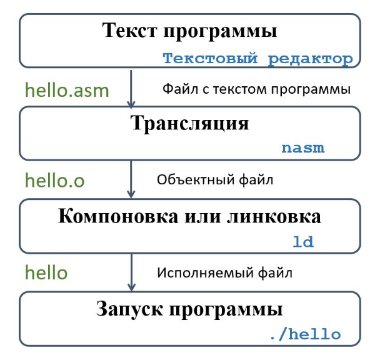 Текст программы
Текстовый редактор
hello.asm Файл с текстом программы
Трансляция
nasm
hello.o Объектный файл
Компоновка или линковка
ld
hello Исполняемый файл
Запуск программы
./hello